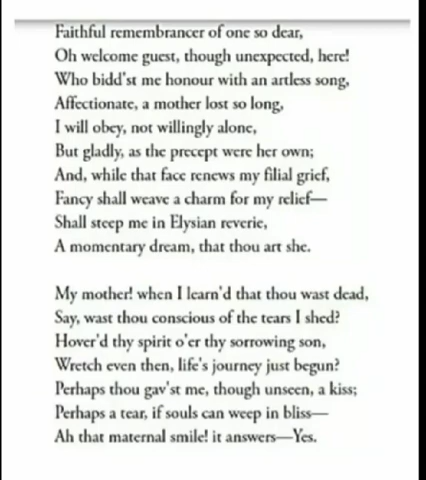 Faithful remembrancer of one so dear,
Oh welcome guest, though unexpected, here!
Who bidd'st me honour with an artless song,
Affectionate, a mother lost so long,
I will obey, not willingly alone,
But gladly, as the precept were her own;
And, while that face renews my filial grief,
Fancy shall weave a charm for my relief—
Shall steep me in Elysian reverie,
A momentary dream, that thou art she.

My mother! when I learn'd that thou wast dead,
Say, wast thou conscious of the tears I shed?
Hover'd thy spirit o'er thy sorrowing son,
Wretch even then, life's journey just begun?
Perhaps thou gav'st me, though unseen, a kiss;
Perhaps a tear, if souls can weep in bliss—
Ah that maternal smile! it answers—Yes.